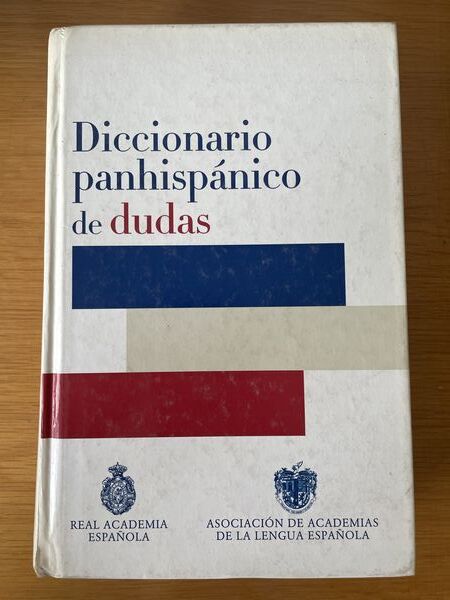 Diccionario
panhispánico
de dudas
REAL ACADEMIA
ESPAÑOLA
ASOCIACIÓN DE ACADEMIAS
DE LA LENGUA ESPAÑOLA